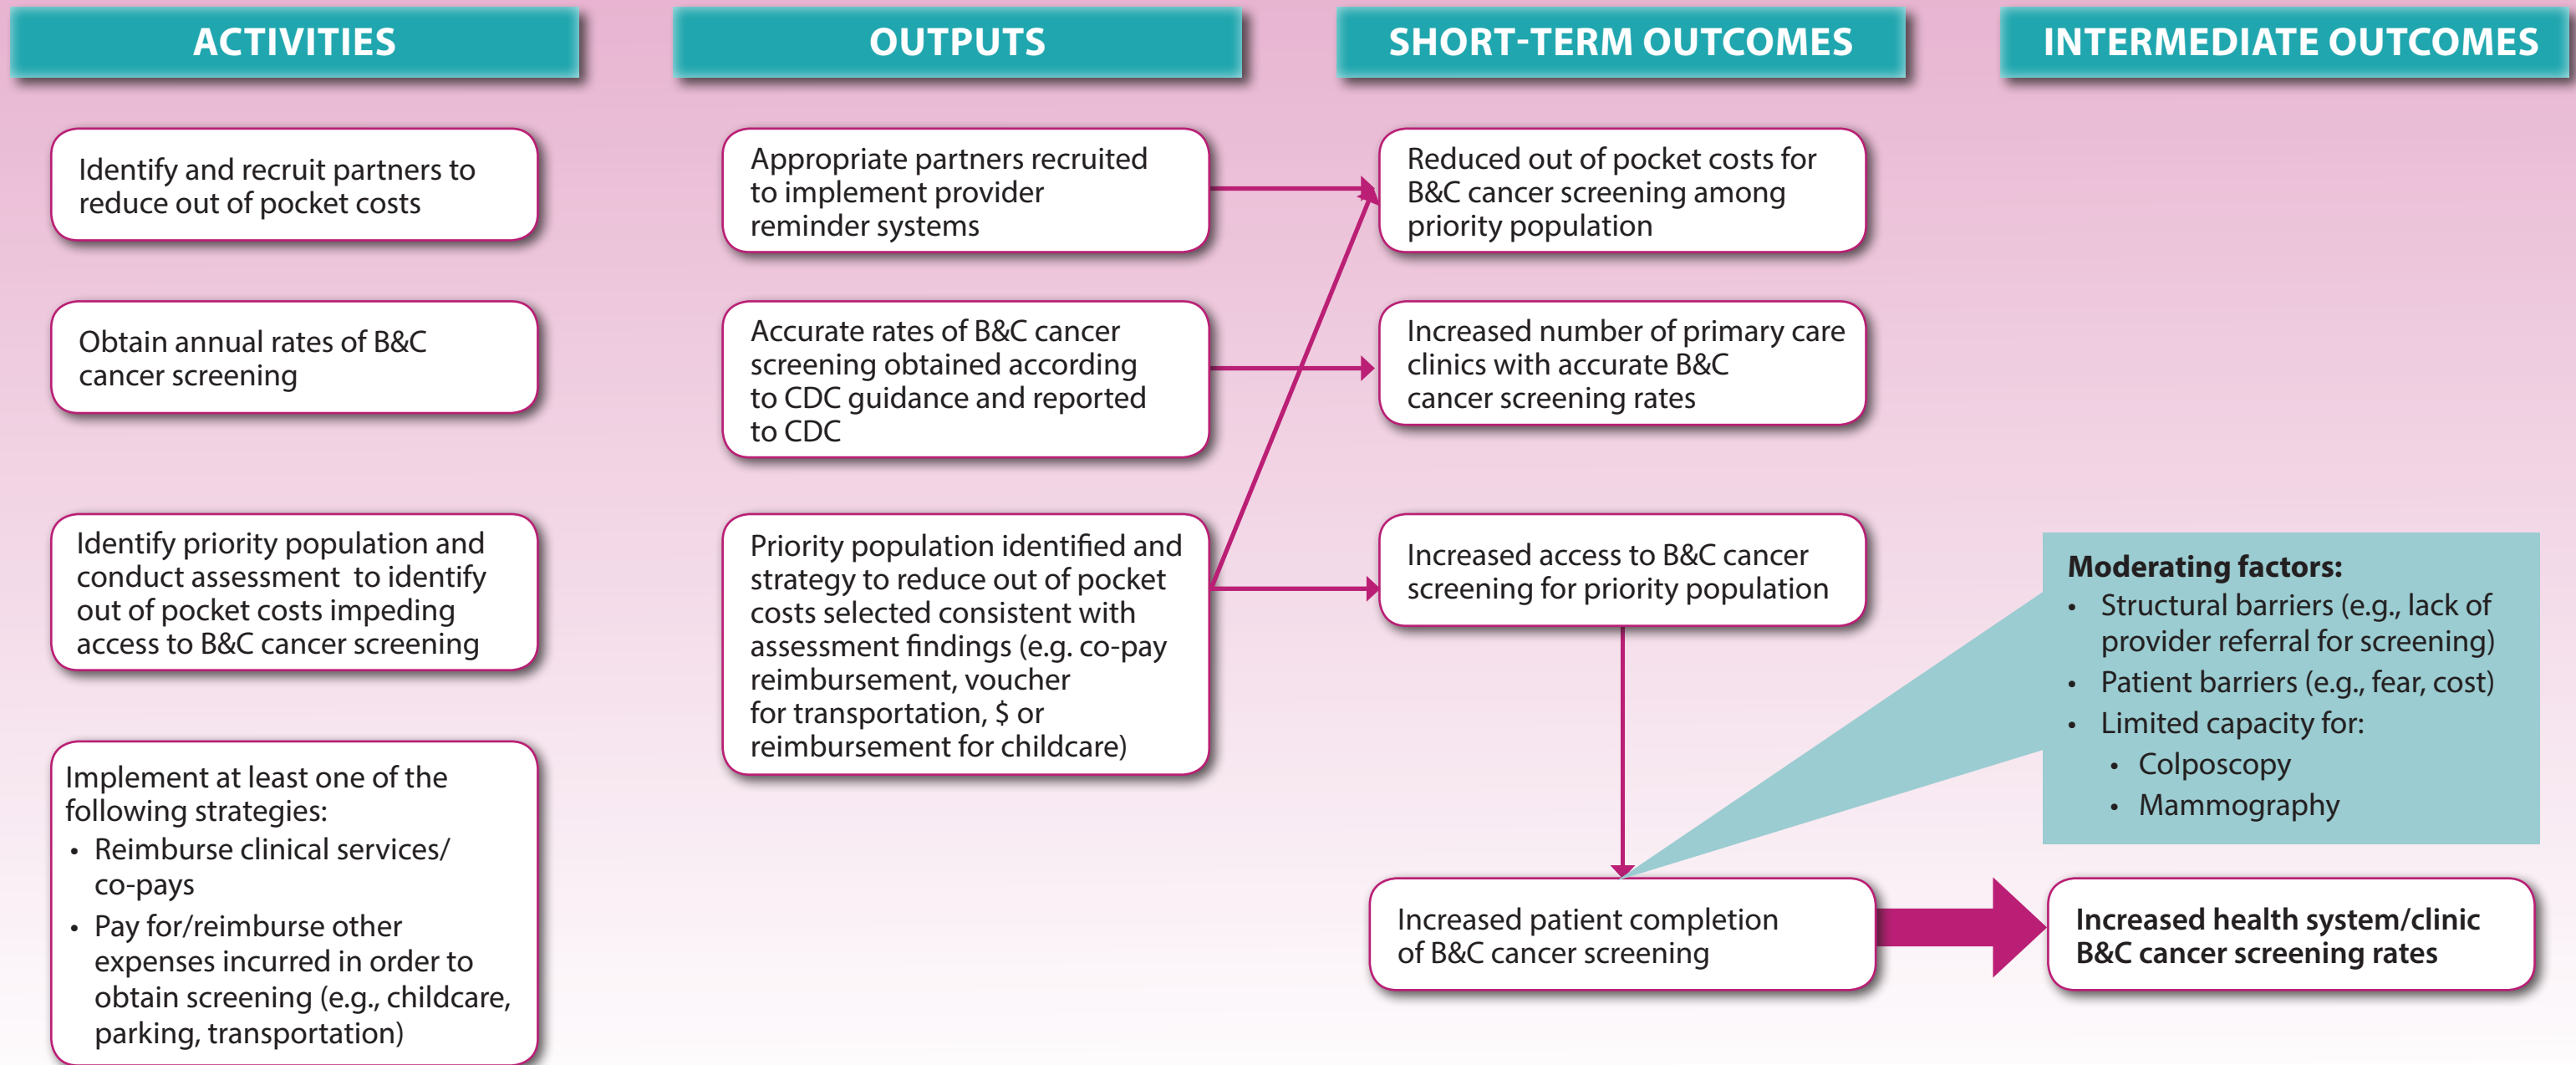 ACTIVITIES
OUTPUTS
SHORT-TERM OUTCOMES
INTERMEDIATE OUTCOMES
Identify and recruit partners to
reduce out of pocket costs
Obtain annual rates of B&C
cancer screening
Identify priority population and
conduct assessment to identify
out of pocket costs impeding
access to B&C cancer screening
Implement at least one of the
following strategies:
• Reimburse clinical services/
co-pays
• Pay for/reimburse other
expenses incurred in order to
obtain screening (e.g., childcare,
parking, transportation)
Appropriate partners recruited
to implement provider
reminder systems
Accurate rates of B&C cancer
screening obtained according
to CDC guidance and reported
to CDC
Priority population identified and
strategy to reduce out of pocket
costs selected consistent with
assessment findings (e.g. co-pay
reimbursement, voucher
for transportation, $ or
reimbursement for childcare)
Reduced out of pocket costs for
B&C cancer screening among
priority population
Increased number of primary care
clinics with accurate B&C
cancer screening rates
Increased access to B&C cancer
screening for priority population
Increased patient completion
of B&C cancer screening
Moderating factors:
• Structural barriers (e.g., lack of
provider referral for screening)
• Patient barriers (e.g., fear, cost)
• Limited capacity for:
• Colposcopy
• Mammography
Increased health system/clinic
B&C cancer screening rates